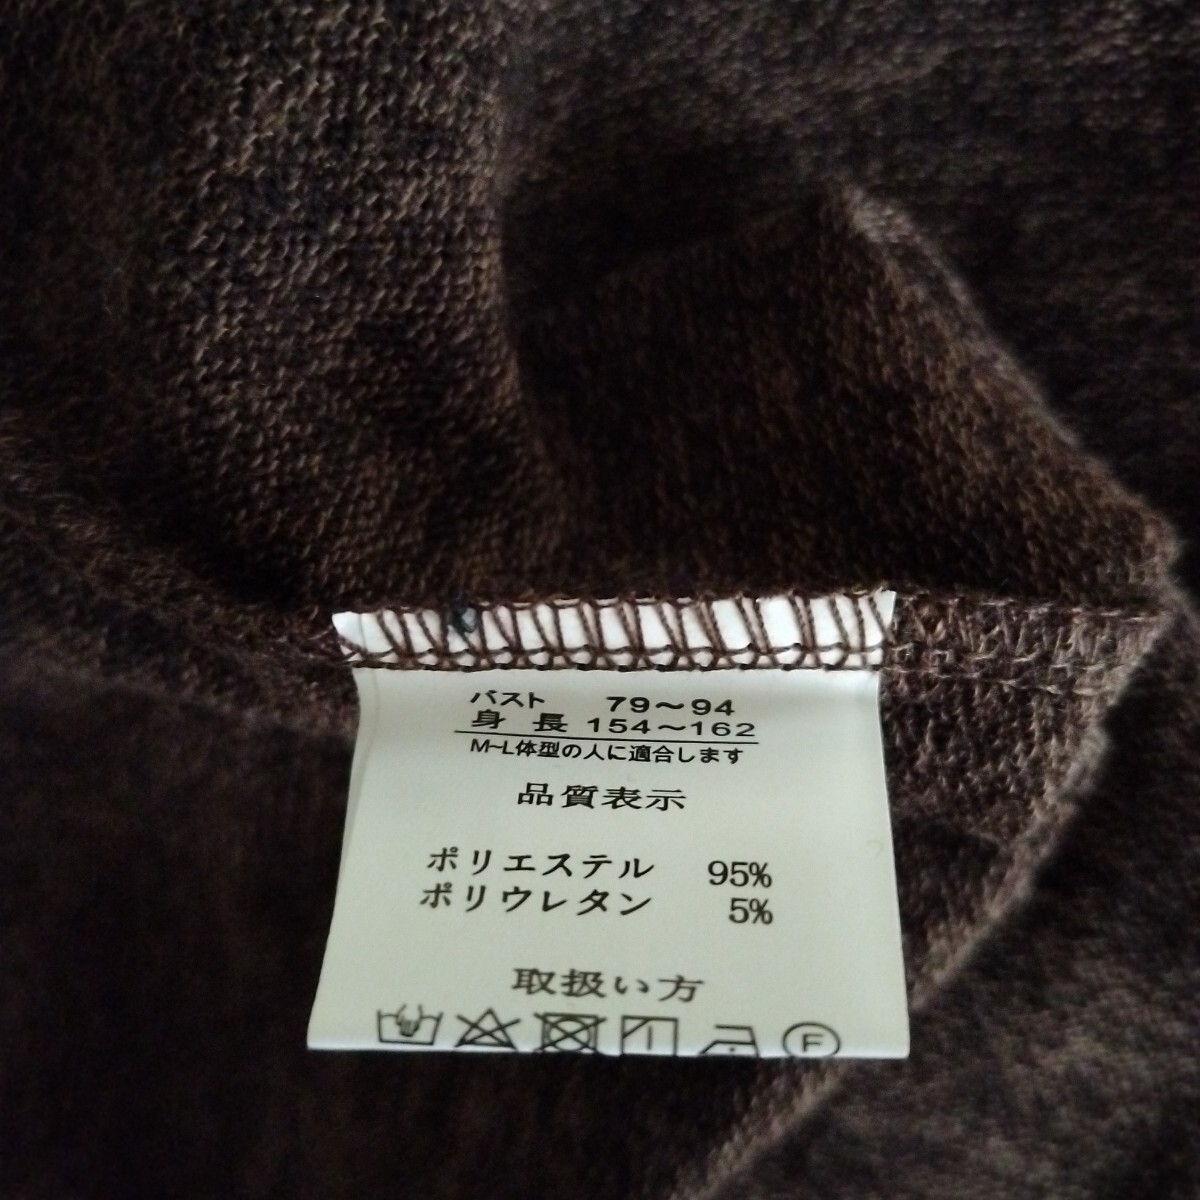 バスト 79～94
身長 154～162
M~L体型の人に適合します
品質表示
ポリエステル 95%
ポリウレタン 5%
取扱い方
F